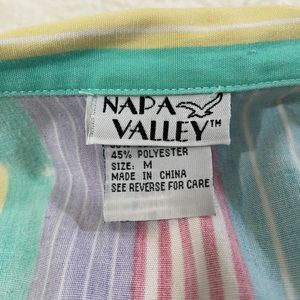 NAPA
VALLEY™
45% POLYESTER
SIZE: M
MADE IN CHINA
SEE REVERSE FOR CARE